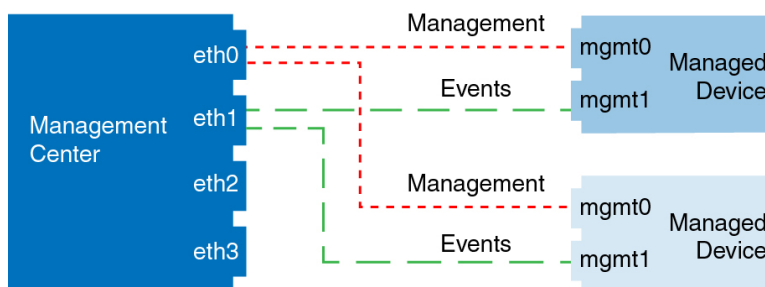 Management
eth0
mgmt0
Managed
Device
Events
mgmt1
eth1
Management
Center
eth2
Management
mgmt0
Managed
Device
eth3
Events
mgmt1